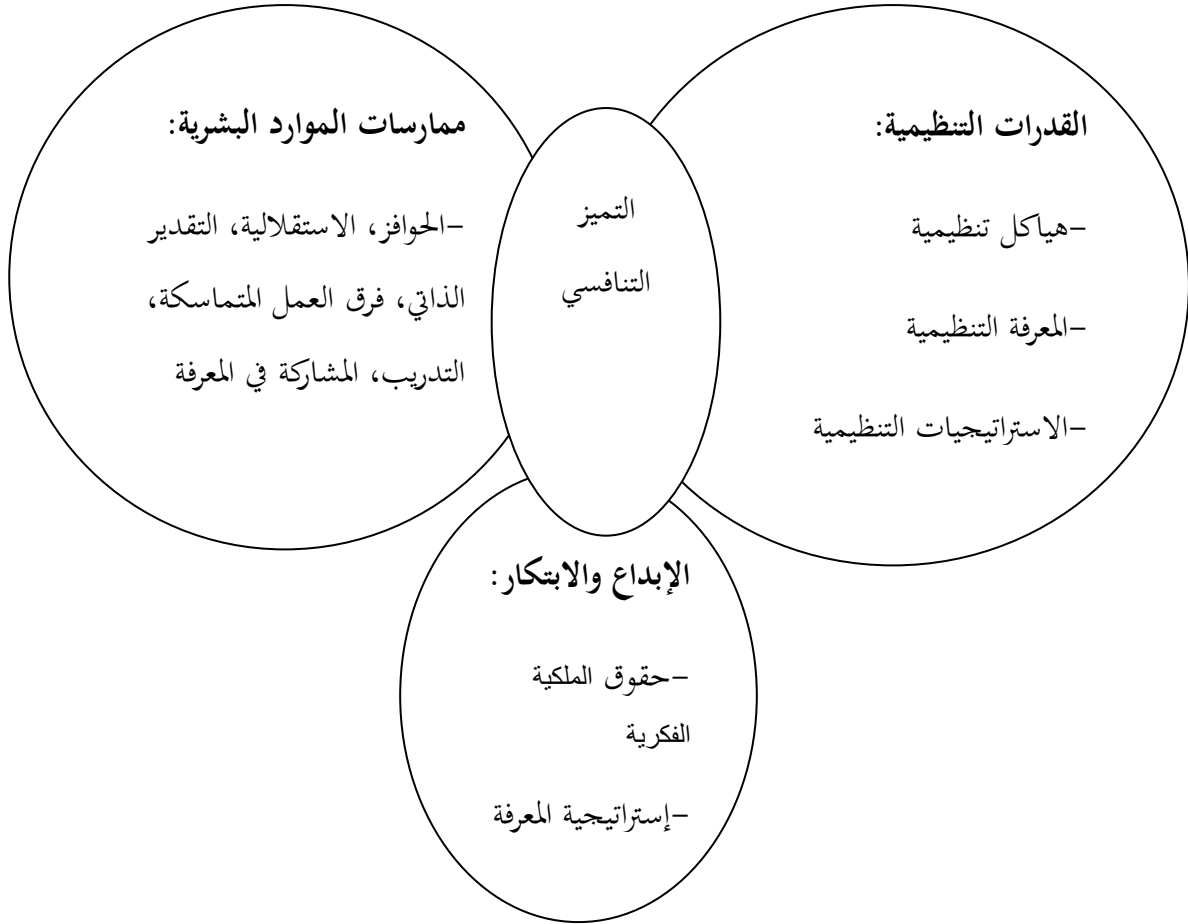 القدرات التنظيمية:
-هياكل تنظيمية
-المعرفة التنظيمية
-الاستراتيجيات التنظيمية
التميز
التنافسي
ممارسات الموارد البشرية:
-الحوافز، الاستقلالية، التقدير
الذاتي، فرق العمل المتماسكة،
التدريب، المشاركة في المعرفة
الإبداع والابتكار:
-حقوق الملكية
الفكرية
-إستراتيجية المعرفة